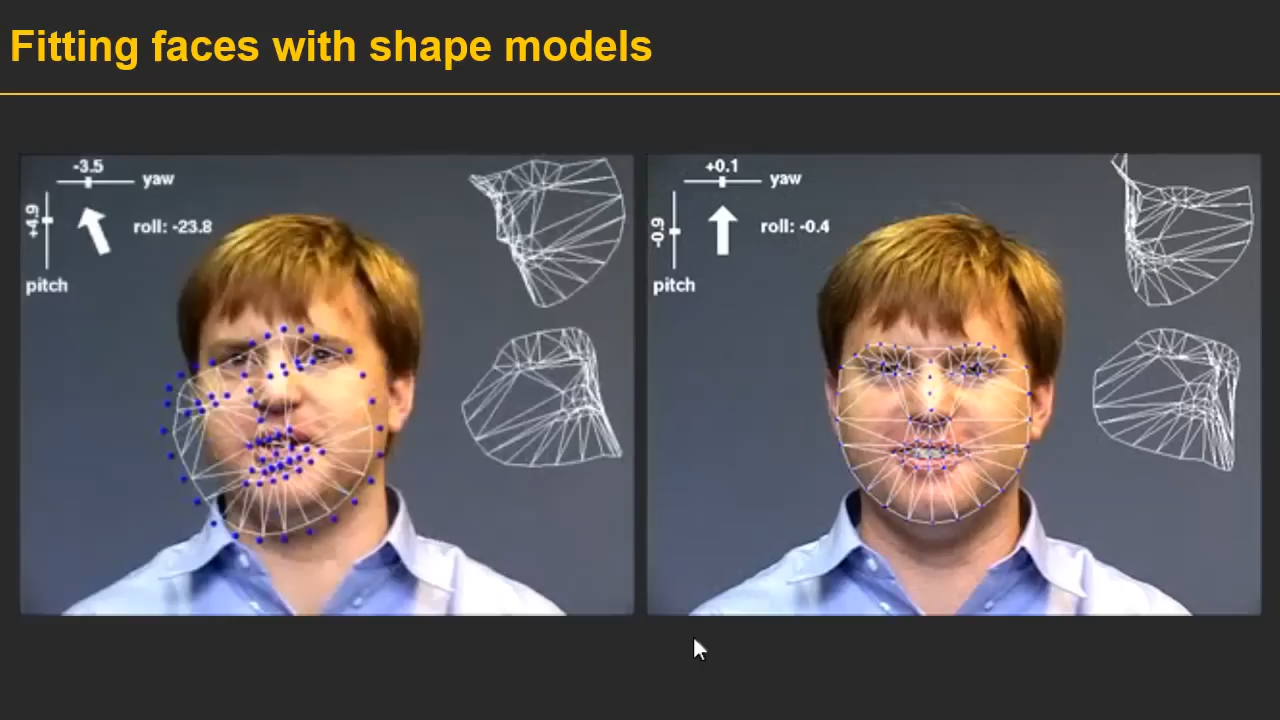 Fitting faces with shape models
-3.5
yaw
+4.9
roll: -23.8
pitch
+0.1
yaw
-0.9
roll: -0.4
pitch